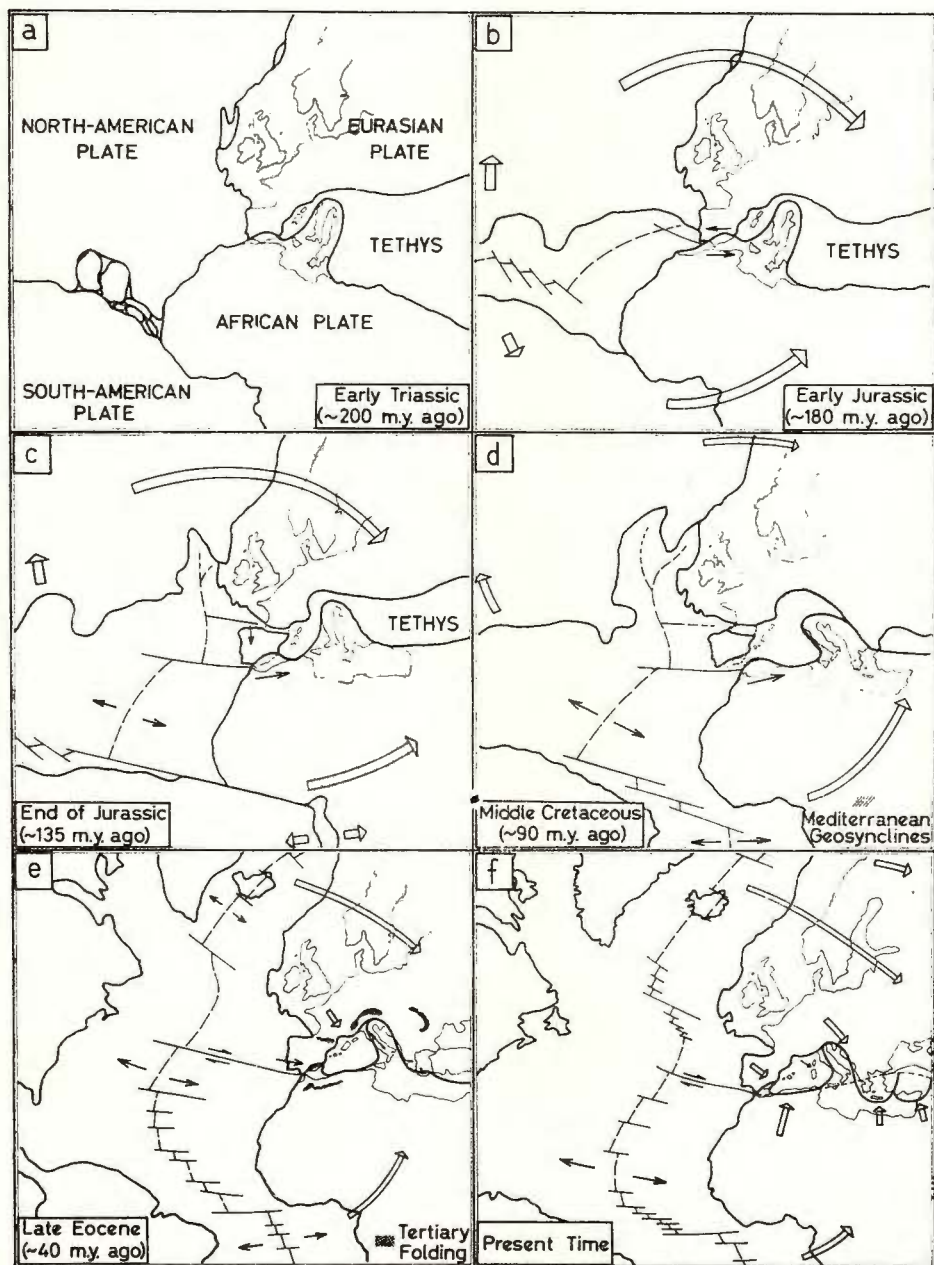 a
NORTH-AMERICAN
PLATE
EURASIAN
PLATE
TETHYS
AFRICAN PLATE
SOUTH-AMERICAN
PLATE
Early Triassic
(~200 m.y. ago)
b
TETHYS
Early Jurassic
(~180 m.y. ago)
c
TETHYS
End of Jurassic
(~135 m.y. ago)
d
Middle Cretaceous
(~90 m.y. ago)
Mediterranean
Geosynclines
e
Late Eocene
(~40 m.y. ago)
Tertiary
Folding
f
Present Time